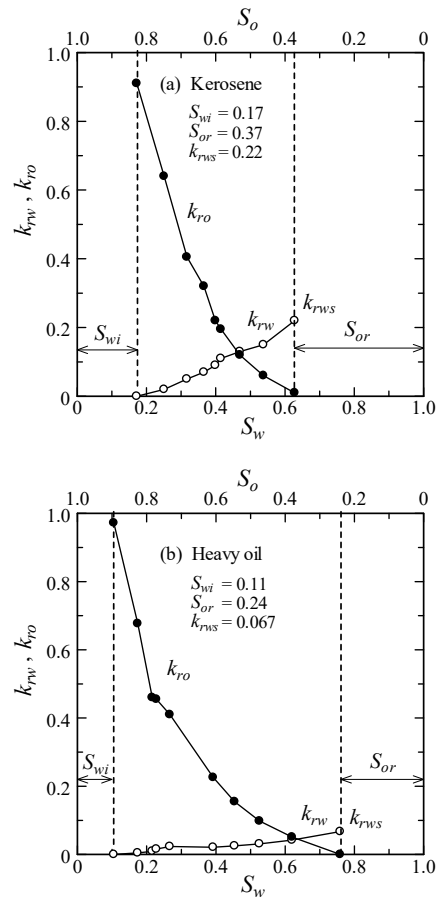 S_o
1.0 0.8 0.6 0.4 0.2 0
1.0
(a) Kerosene
S_wi = 0.17
0.8
S_or = 0.37
k_rws = 0.22
k_rw , k_ro
0.6
k_ro
0.4
k_rw
k_rws
0.2
S_wi
S_or
0
0.2 0.4 0.6 0.8 1.0
S_w
S_o
1.0 0.8 0.6 0.4 0.2 0
1.0
(b) Heavy oil
S_wi = 0.11
0.8
S_or = 0.24
k_rws = 0.067
k_rw , k_ro
0.6
k_ro
0.4
S_wi
S_or
0.2
k_rw
k_rws
0
0.2 0.4 0.6 0.8 1.0
S_w